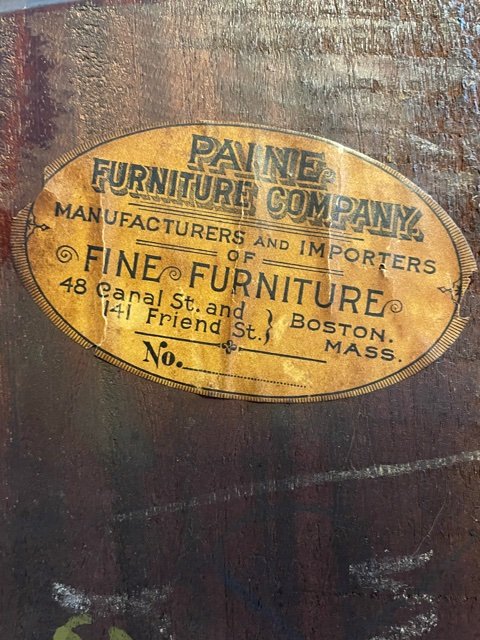 PAINE
FURNITURE COMPANY.
MANUFACTURERS AND IMPORTERS
OF
FINE FURNITURE
48 Canal St. and
141 Friend St. } BOSTON.
MASS.
No.